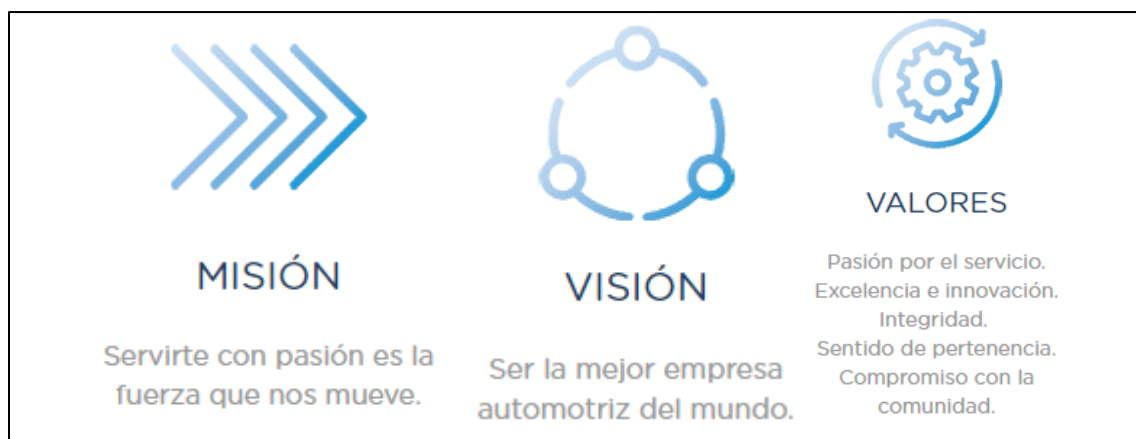 MISIÓN
Servirte con pasión es la
fuerza que nos mueve.
VISIÓN
Ser la mejor empresa
automotriz del mundo.
VALORES
Pasión por el servicio.
Excelencia e innovación.
Integridad.
Sentido de pertenencia.
Compromiso con la
comunidad.